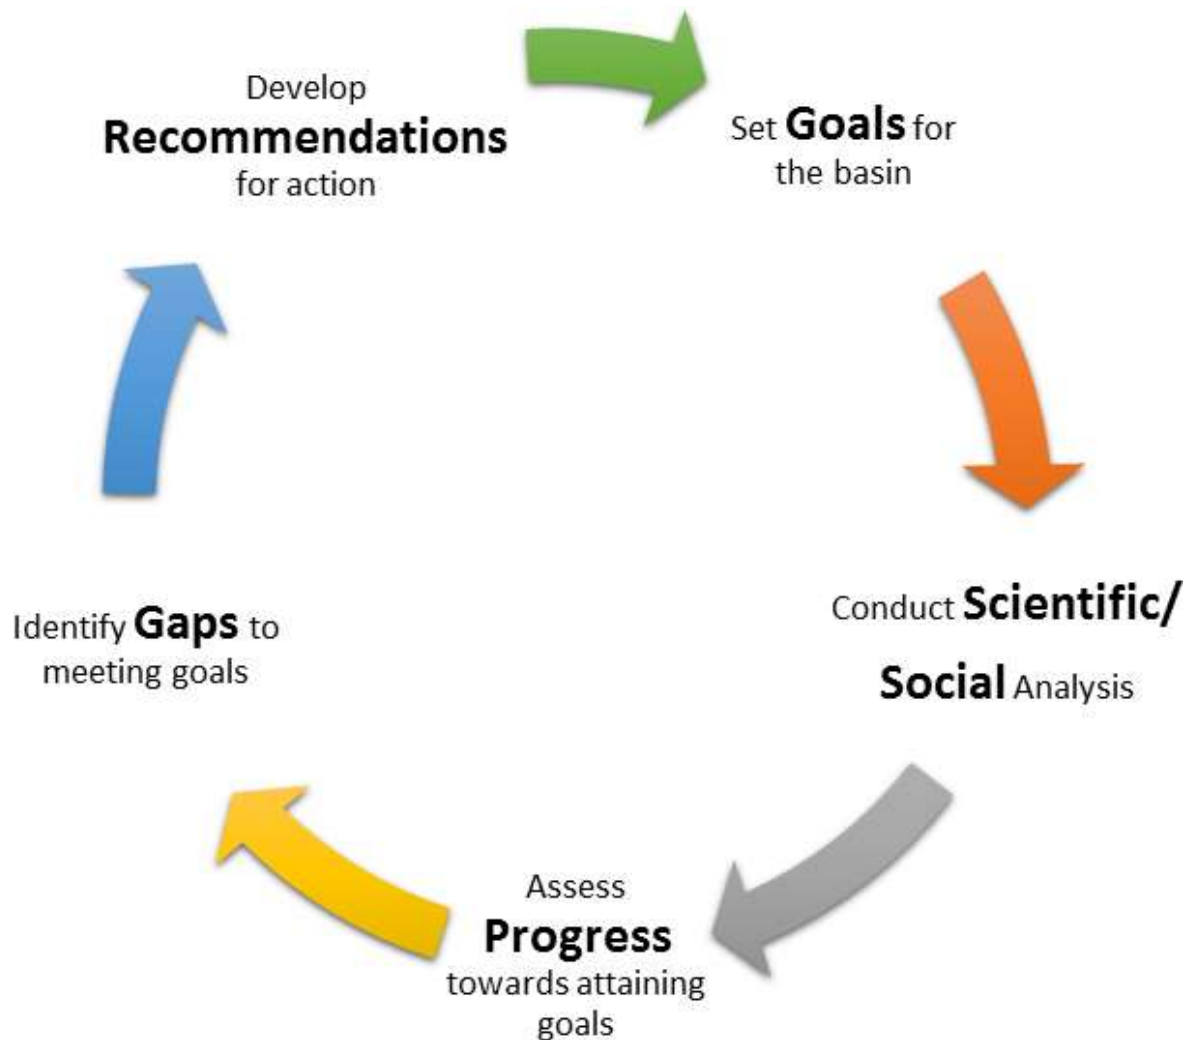 Develop
Recommendations
for action
Set Goals for
the basin
Conduct Scientific/
Social Analysis
Assess
Progress
towards attaining
goals
Identify Gaps to
meeting goals